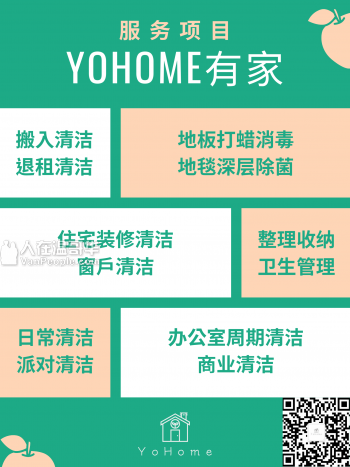 服务项目
YOHOME有家
搬入清洁
退租清洁
地板打蜡消毒
地毯深层除菌
住宅装修清洁
窗戶清洁
人在温哥华
VanPeople.com
整理收纳
卫生管理
日常清洁
派对清洁
办公室周期清洁
商业清洁
YoHome